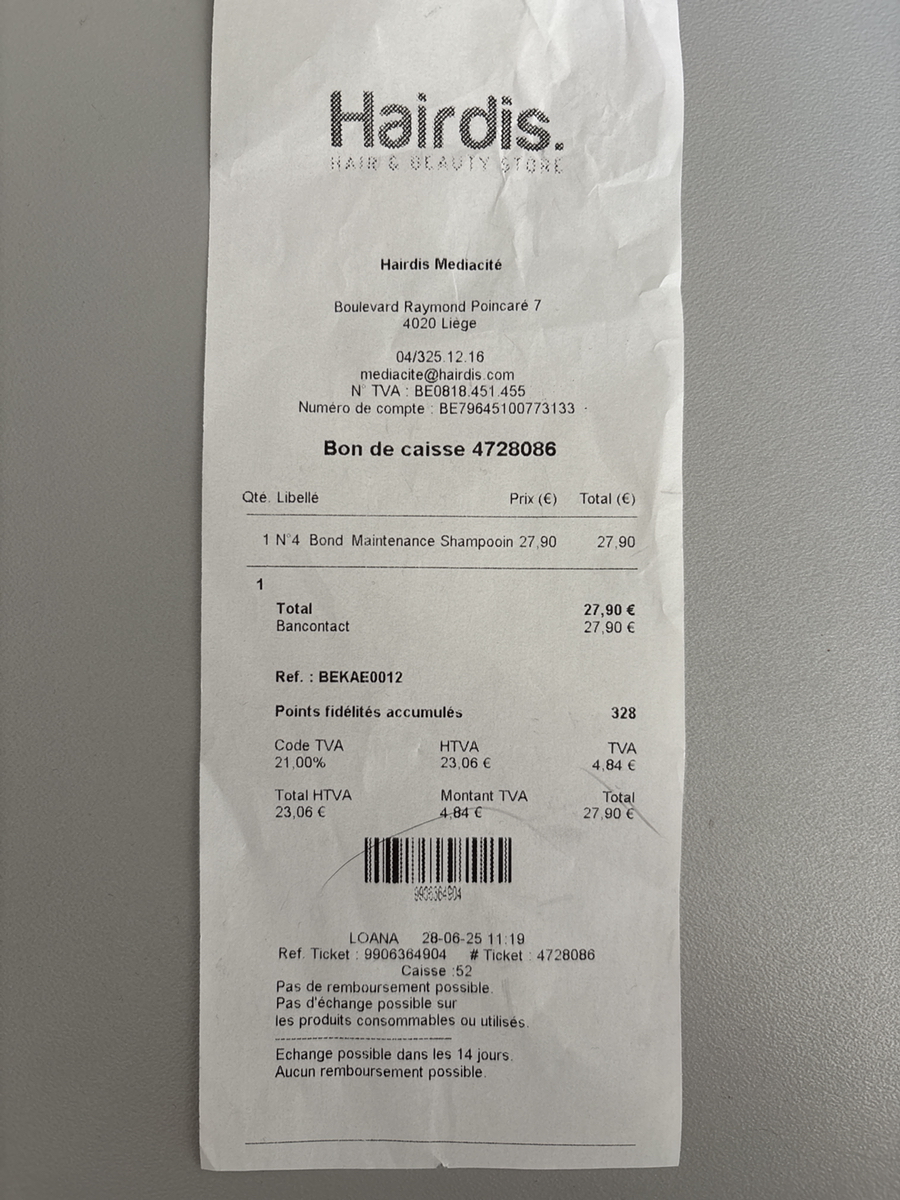 Hairdis.
HAIR & BEAUTY STORE
Hairdis Mediacité
Boulevard Raymond Poincaré 7
4020 Liège
04/325.12.16
mediacite@hairdis.com
N° TVA : BE0818.451.455
Numéro de compte : BE79645100773133
Bon de caisse 4728086
Qté. Libellé Prix (€) Total (€)
1 N°4 Bond Maintenance Shampooin 27,90 27,90
1
Total 27,90 €
Bancontact 27,90 €
Ref. : BEKAE0012
Points fidélités accumulés 328
Code TVA HTVA TVA
21,00% 23,06 € 4,84 €
Total HTVA Montant TVA Total
23,06 € 4,84 € 27,90 €
9906364904
LOANA 28-06-25 11:19
Ref. Ticket : 9906364904 # Ticket : 4728086
Caisse :52
Pas de remboursement possible.
Pas d'échange possible sur
les produits consommables ou utilisés.
Echange possible dans les 14 jours.
Aucun remboursement possible.